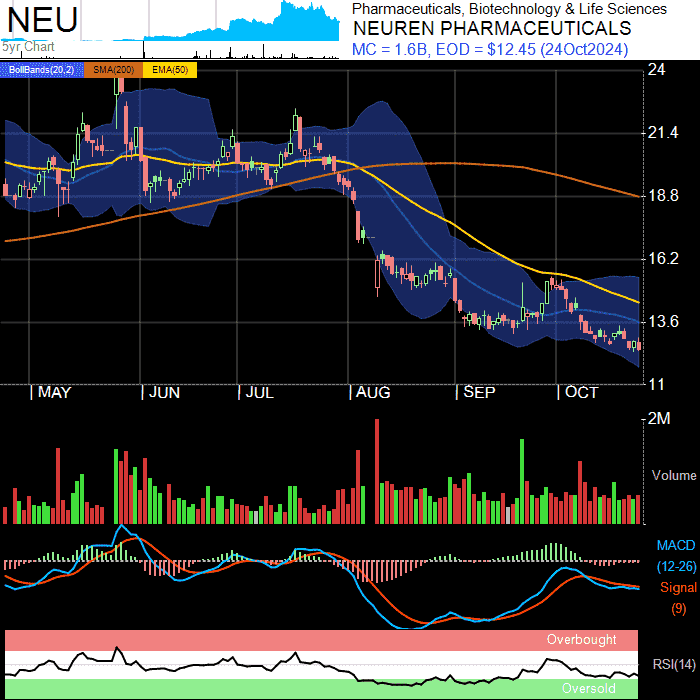 NEU
5yr Chart
Pharmaceuticals, Biotechnology & Life Sciences
NEUREN PHARMACEUTICALS
MC = 1.6B, EOD = $12.45 (24Oct2024)
BollBands(20,2) SMA(200) EMA(50)
24
21.4
18.8
16.2
13.6
11
MAY JUN JUL AUG SEP OCT
2M
Volume
MACD
(12-26)
Signal
(9)
Overbought
RSI(14)
Oversold